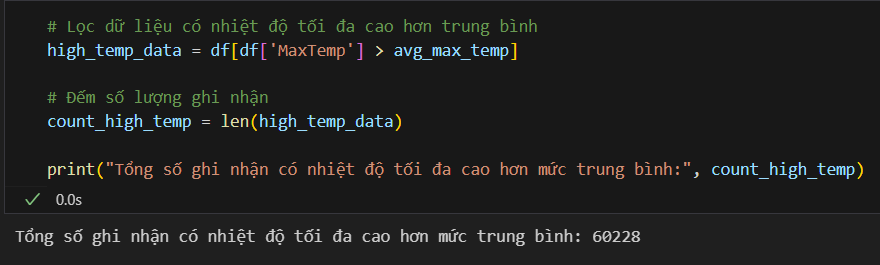 # Lọc dữ liệu có nhiệt độ tối đa cao hơn trung bình
high_temp_data = df[df['MaxTemp'] > avg_max_temp]
# Đếm số lượng ghi nhận
count_high_temp = len(high_temp_data)
print("Tổng số ghi nhận có nhiệt độ tối đa cao hơn mức trung bình:", count_high_temp)
0.0s
Tổng số ghi nhận có nhiệt độ tối đa cao hơn mức trung bình: 60228